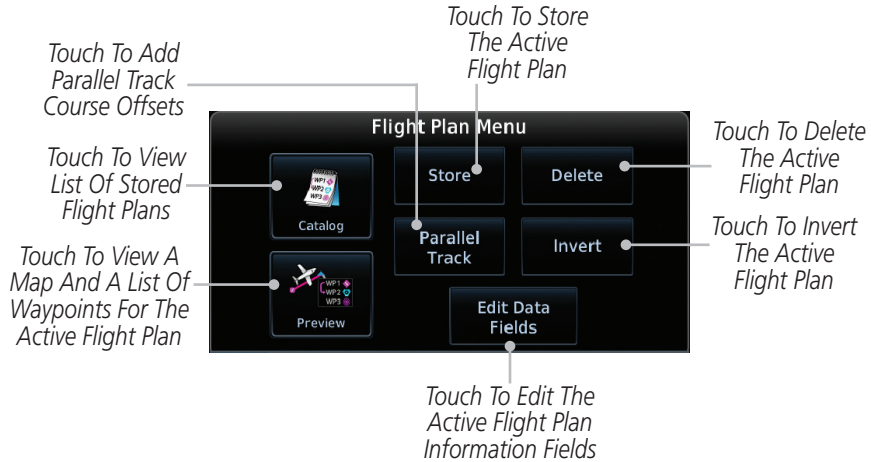 Touch To Store
The Active
Flight Plan
Touch To Add
Parallel Track
Course Offsets
Touch To View
List Of Stored
Flight Plans
Touch To View A
Map And A List Of
Waypoints For The
Active Flight Plan
Flight Plan Menu
WP1
WP2
WP3
Catalog
Store
Delete
Parallel
Track
Invert
WP1
WP2
WP3
Preview
Edit Data
Fields
Touch To Delete
The Active
Flight Plan
Touch To Invert
The Active
Flight Plan
Touch To Edit The
Active Flight Plan
Information Fields